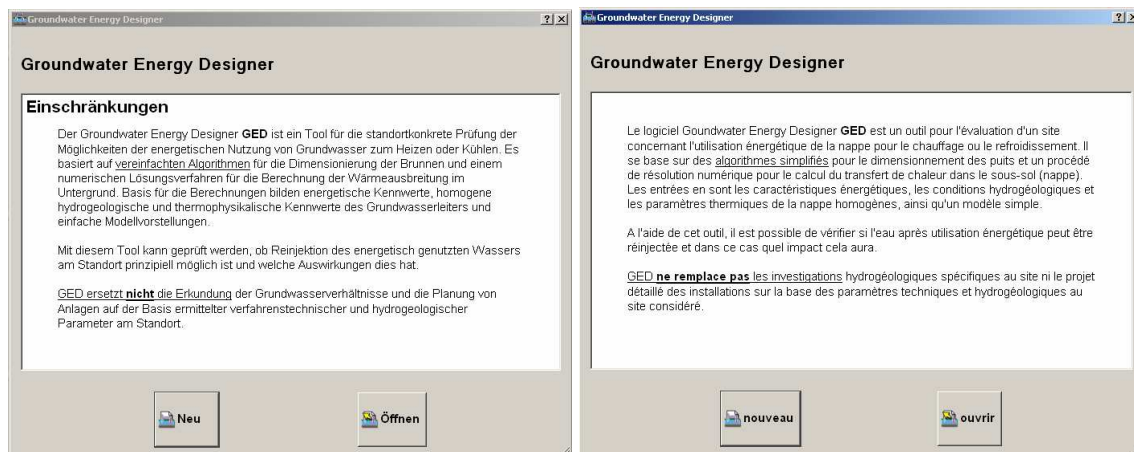 Groundwater Energy Designer
Groundwater Energy Designer
Einschränkungen
Der Groundwater Energy Designer GED ist ein Tool für die standortkonkrete Prüfung der
Möglichkeiten der energetischen Nutzung von Grundwasser zum Heizen oder Kühlen. Es
basiert auf vereinfachten Algorithmen für die Dimensionierung der Brunnen und einem
numerischen Lösungsverfahren für die Berechnung der Wärmeausbreitung im
Untergrund. Basis für die Berechnungen bilden energetische Kennwerte, homogene
hydrogeologische und thermophysikalische Kennwerte des Grundwasserleiters und
einfache Modellvorstellungen.
Mit diesem Tool kann geprüft werden, ob Reinjektion des energetisch genutzten Wassers
am Standort prinzipiell möglich ist und welche Auswirkungen dies hat.
GED ersetzt nicht die Erkundung der Grundwasserverhältnisse und die Planung von
Anlagen auf der Basis ermittelter verfahrenstechnischer und hydrogeologischer
Parameter am Standort.
Neu
Öffnen
Groundwater Energy Designer
Groundwater Energy Designer
Le logiciel Goundwater Energy Designer GED est un outil pour l'évaluation d'un site
concernant l'utilisation énergétique de la nappe pour le chauffage ou le refroidissement. Il
se base sur des algorithmes simplifiés pour le dimensionnement des puits et un procédé
de résolution numérique pour le calcul du transfert de chaleur dans le sous-sol (nappe).
Les entrées en sont les caractéristiques énergétiques, les conditions hydrogéologiques et
les paramètres thermiques de la nappe homogènes, ainsi qu'un modèle simple.
A l'aide de cet outil, il est possible de vérifier si l'eau après utilisation énergétique peut être
réinjectée et dans ce cas quel impact cela aura.
GED ne remplace pas les investigations hydrogéologiques spécifiques au site ni le projet
détaillé des installations sur la base des paramètres techniques et hydrogéologiques au
site considéré.
nouveau
ouvrir